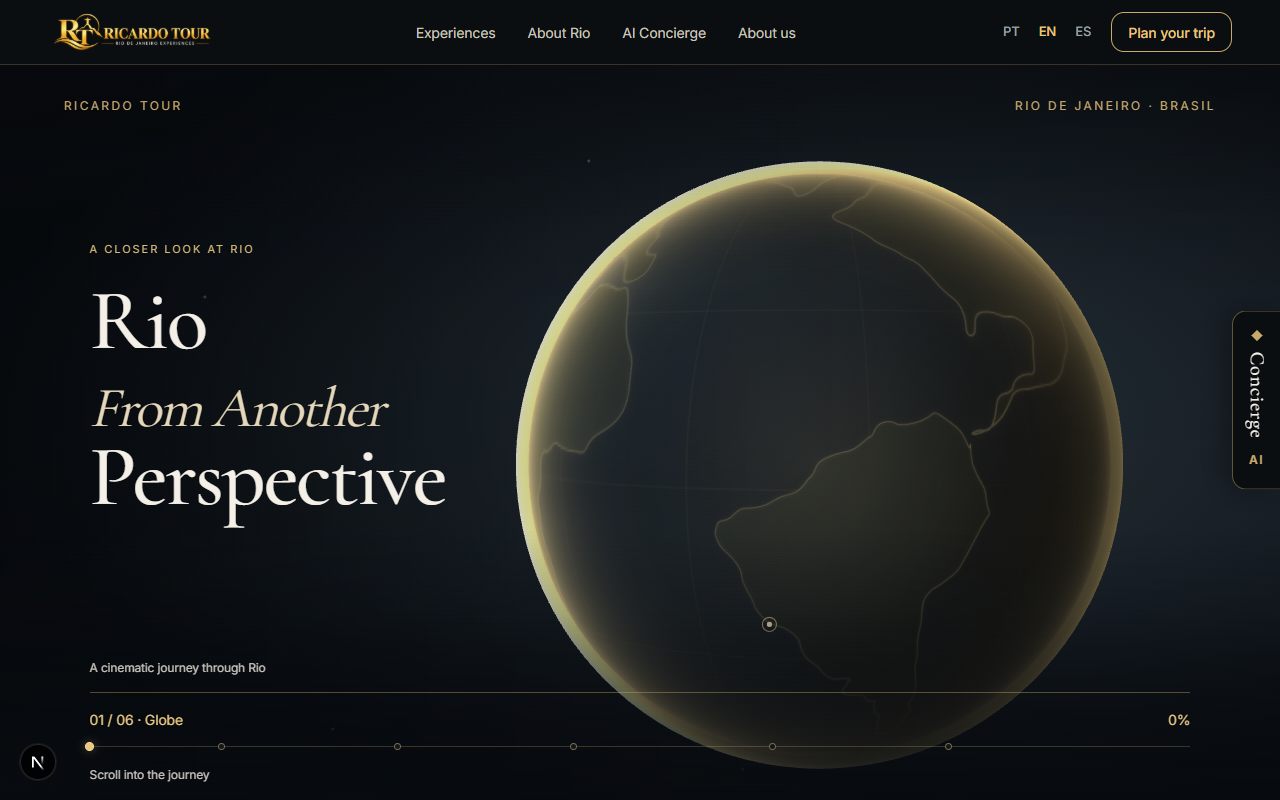 RICARDO TOUR
RIO DE JANEIRO EXPERIENCES
Experiences
About Rio
AI Concierge
About us
PT
EN
ES
Plan your trip
RICARDO TOUR
RIO DE JANEIRO · BRASIL
A CLOSER LOOK AT RIO
Rio
From Another
Perspective
Concierge
AI
A cinematic journey through Rio
01 / 06 · Globe
0%
Scroll into the journey
N